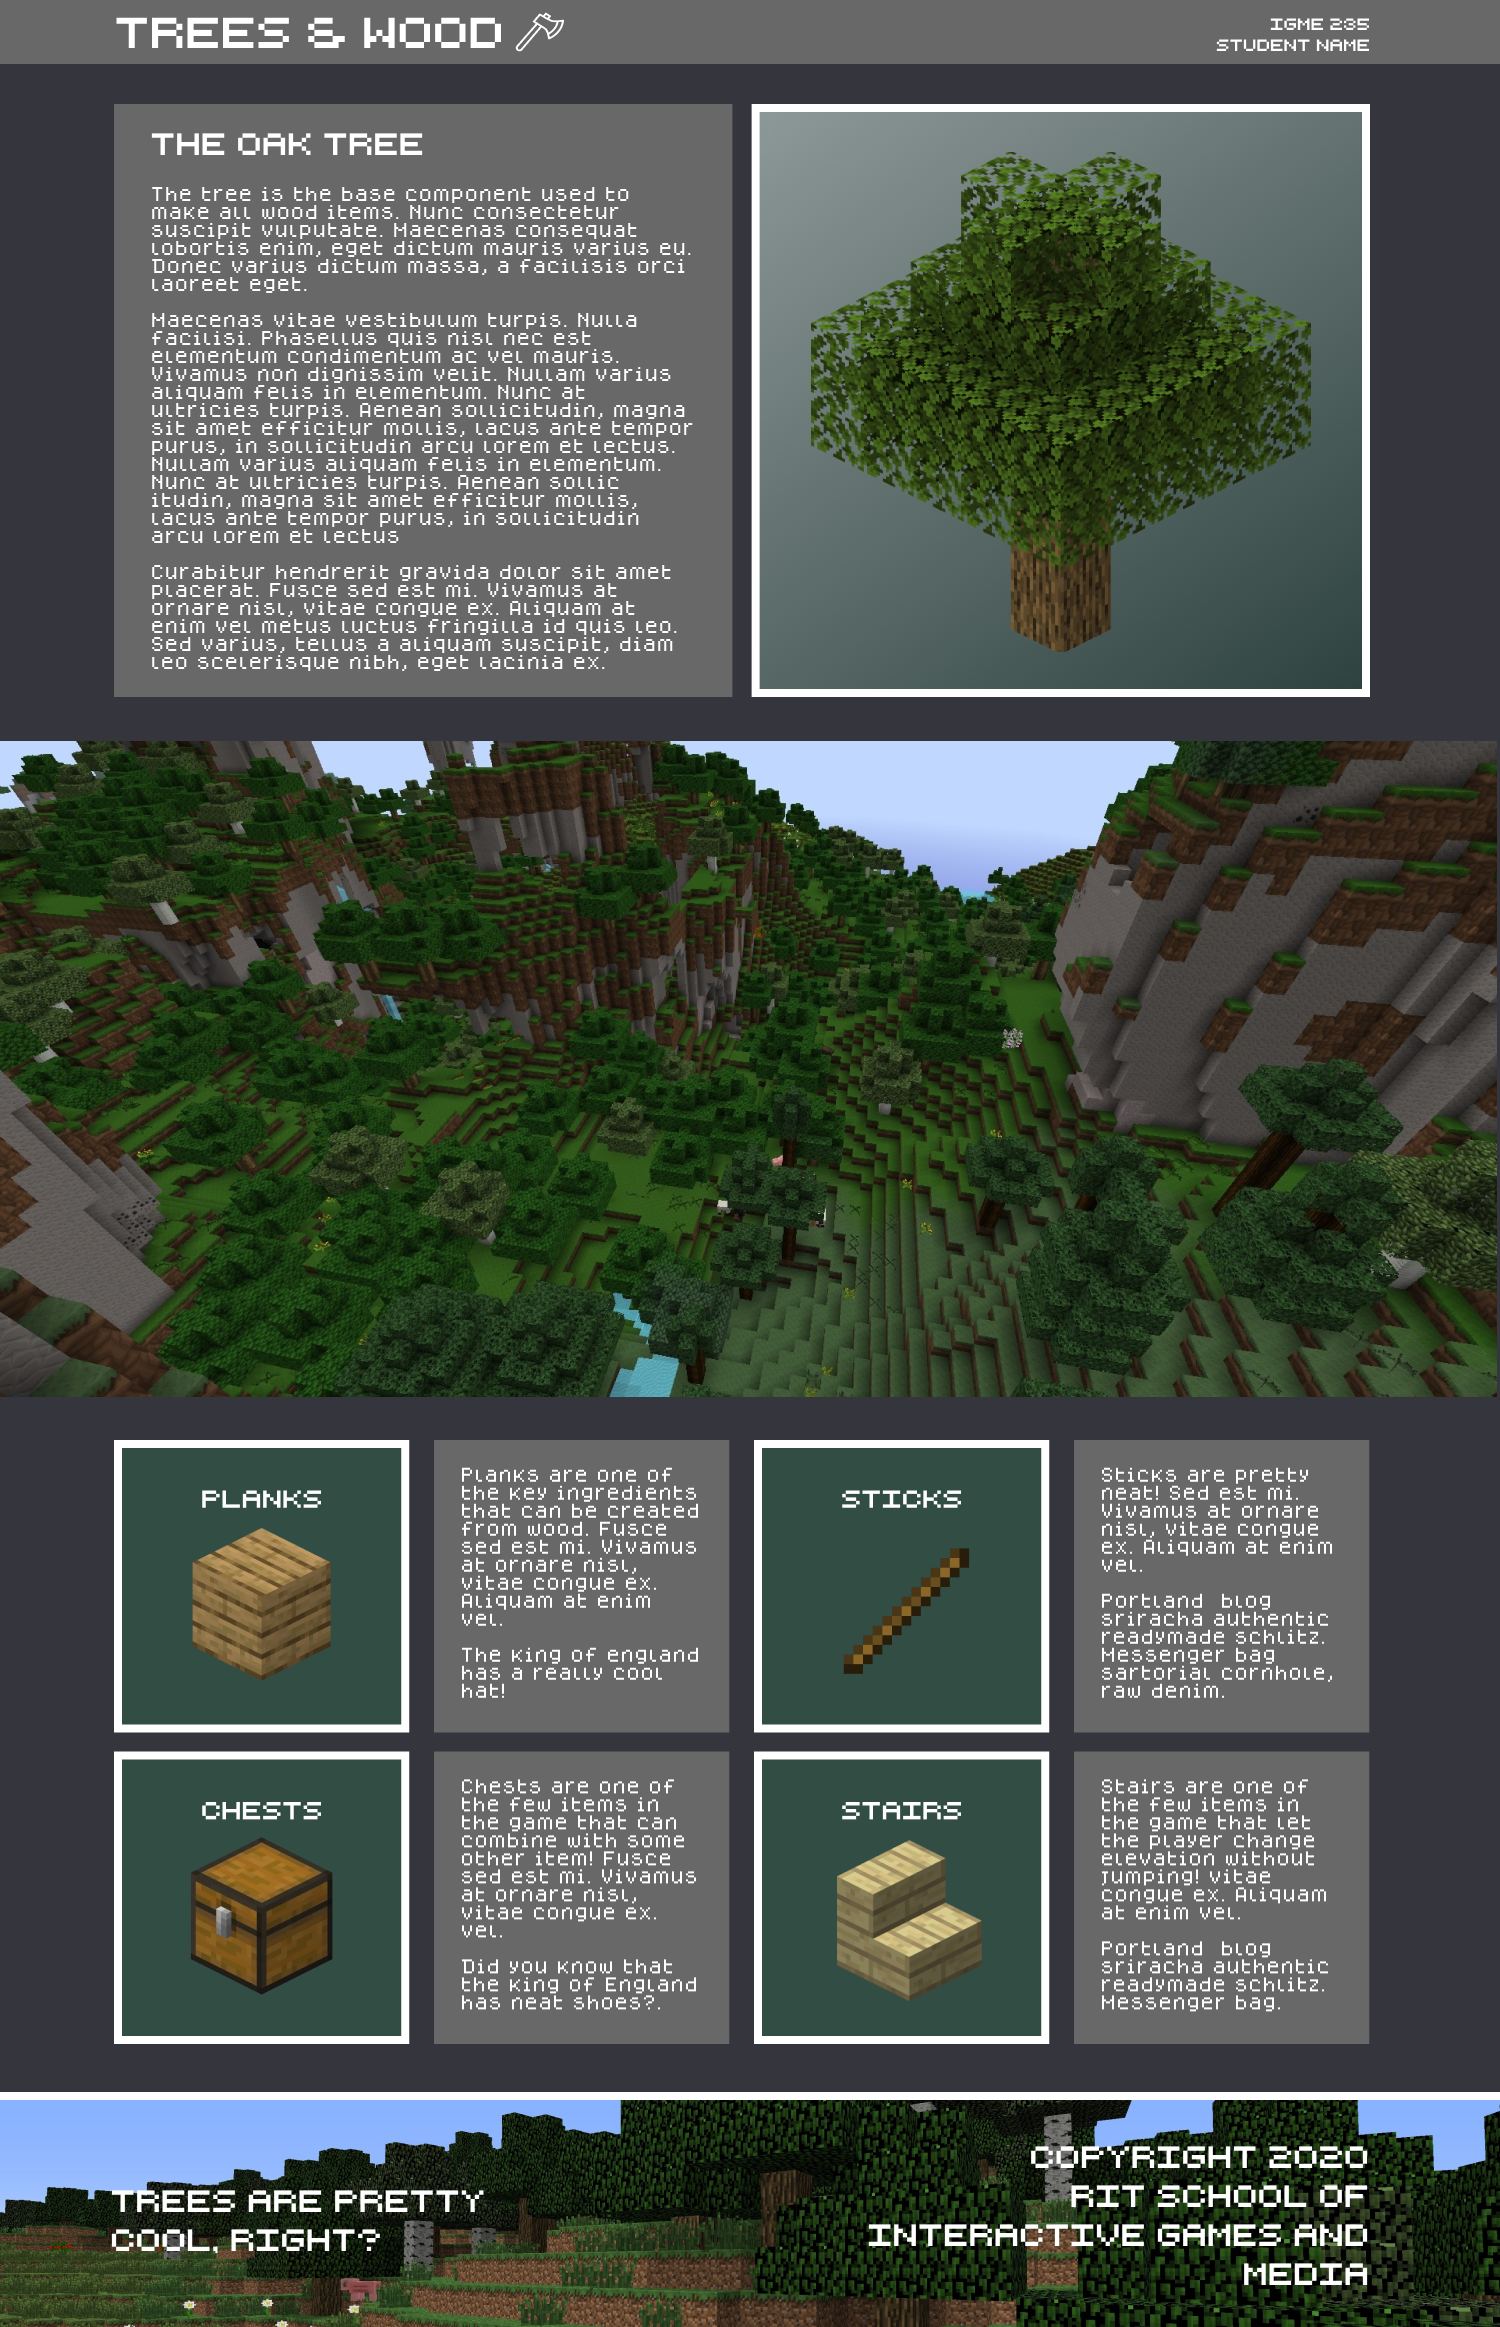 TREES & WOOD
IGME 235
STUDENT NAME
THE OAK TREE
The tree is the base component used to
make all wood items. Nunc consectetur
suscipit vulputate. Maecenas consequat
lobortis enim, eget dictum mauris varius eu.
Donec varius dictum massa, a facilisis orci
laoreet eget.
Maecenas vitae vestibulum turpis. Nulla
facilisi. Phasellus quis nisl nec est
elementum condimentum ac vel mauris.
Vivamus non dignissim velit. Nullam varius
aliquam felis in elementum. Nunc at
ultricies turpis. Aenean sollicitudin, magna
sit amet efficitur mollis, lacus ante tempor
purus, in sollicitudin arcu lorem et lectus.
Nullam varius aliquam felis in elementum.
Nunc at ultricies turpis. Aenean sollic
itudin, magna sit amet efficitur mollis,
lacus ante tempor purus, in sollicitudin
arcu lorem et lectus
Curabitur hendrerit gravida dolor sit amet
placerat. Fusce sed est mi. Vivamus at
ornare nisl, vitae congue ex. Aliquam at
enim vel metus luctus fringilla id quis leo.
Sed varius, tellus a aliquam suscipit, diam
leo scelerisque nibh, eget lacinia ex.
PLANKS
Planks are one of
the key ingredients
that can be created
from wood. Fusce
sed est mi. Vivamus
at ornare nisl,
vitae congue ex.
Aliquam at enim
vel.
The king of england
has a really cool
hat!
STICKS
Sticks are pretty
neat! Sed est mi.
Vivamus at ornare
nisl, vitae congue
ex. Aliquam at enim
vel.
Portland  blog
sriracha authentic
readymade schlitz.
Messenger bag
sartorial cornhole,
raw denim.
CHESTS
Chests are one of
the few items in
the game that can
combine with some
other item! Fusce
sed est mi. Vivamus
at ornare nisl,
vitae congue ex.
vel.
Did you know that
the king of England
has neat shoes?.
STAIRS
Stairs are one of
the few items in
the game that let
the player change
elevation without
jumping! vitae
congue ex. Aliquam
at enim vel.
Portland  blog
sriracha authentic
readymade schlitz.
Messenger bag.
TREES ARE PRETTY
COOL, RIGHT?
COPYRIGHT 2020
RIT SCHOOL OF
INTERACTIVE GAMES AND
MEDIA